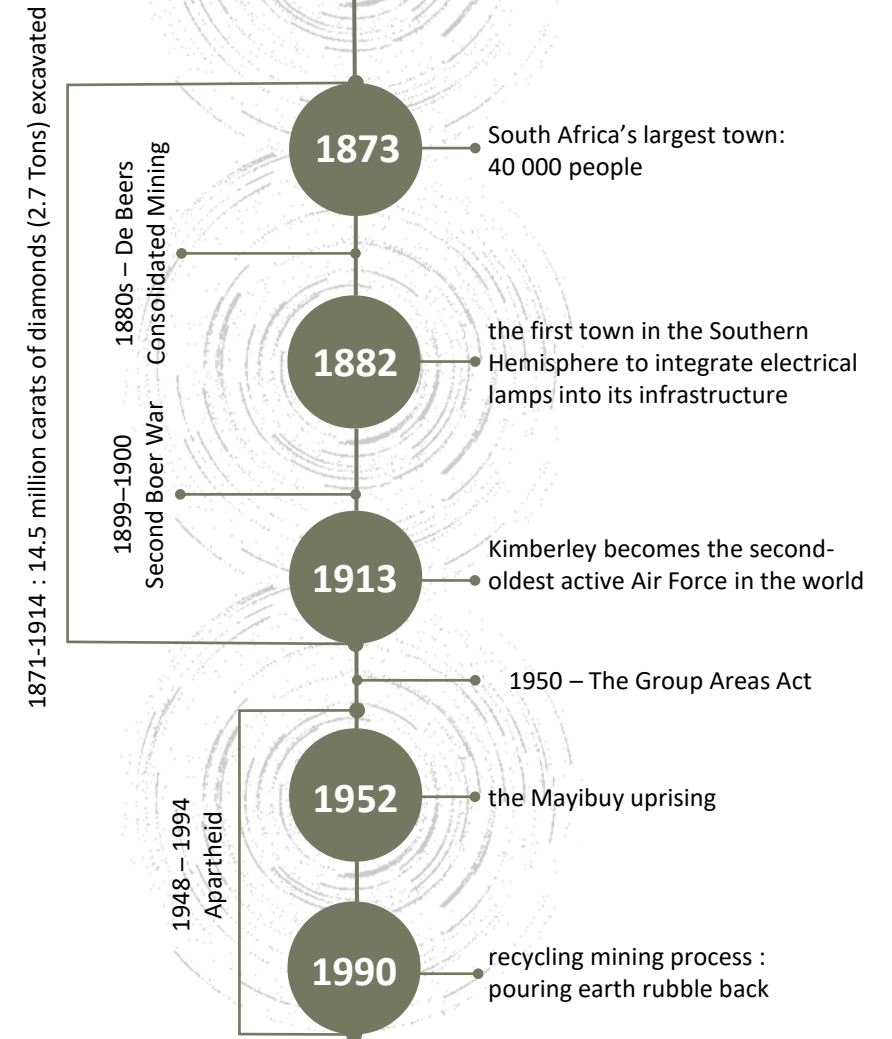 1871-1914 : 14.5 million carats of diamonds (2.7 Tons) excavated
1873
South Africa’s largest town:
40 000 people
1880s – De Beers
Consolidated Mining
1882
the first town in the Southern
Hemisphere to integrate electrical
lamps into its infrastructure
1899–1900
Second Boer War
1913
Kimberley becomes the second-
oldest active Air Force in the world
1950 – The Group Areas Act
1948 – 1994
Apartheid
1952
the Mayibuy uprising
1990
recycling mining process :
pouring earth rubble back